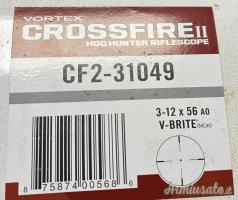 VORTEX
CROSSFIRE II
HOG HUNTER RIFLESCOPE
CF2-31049
3-12 x 56 AO
V-BRITE® (MOA)
8 75874 00568 6
Armiusate.it